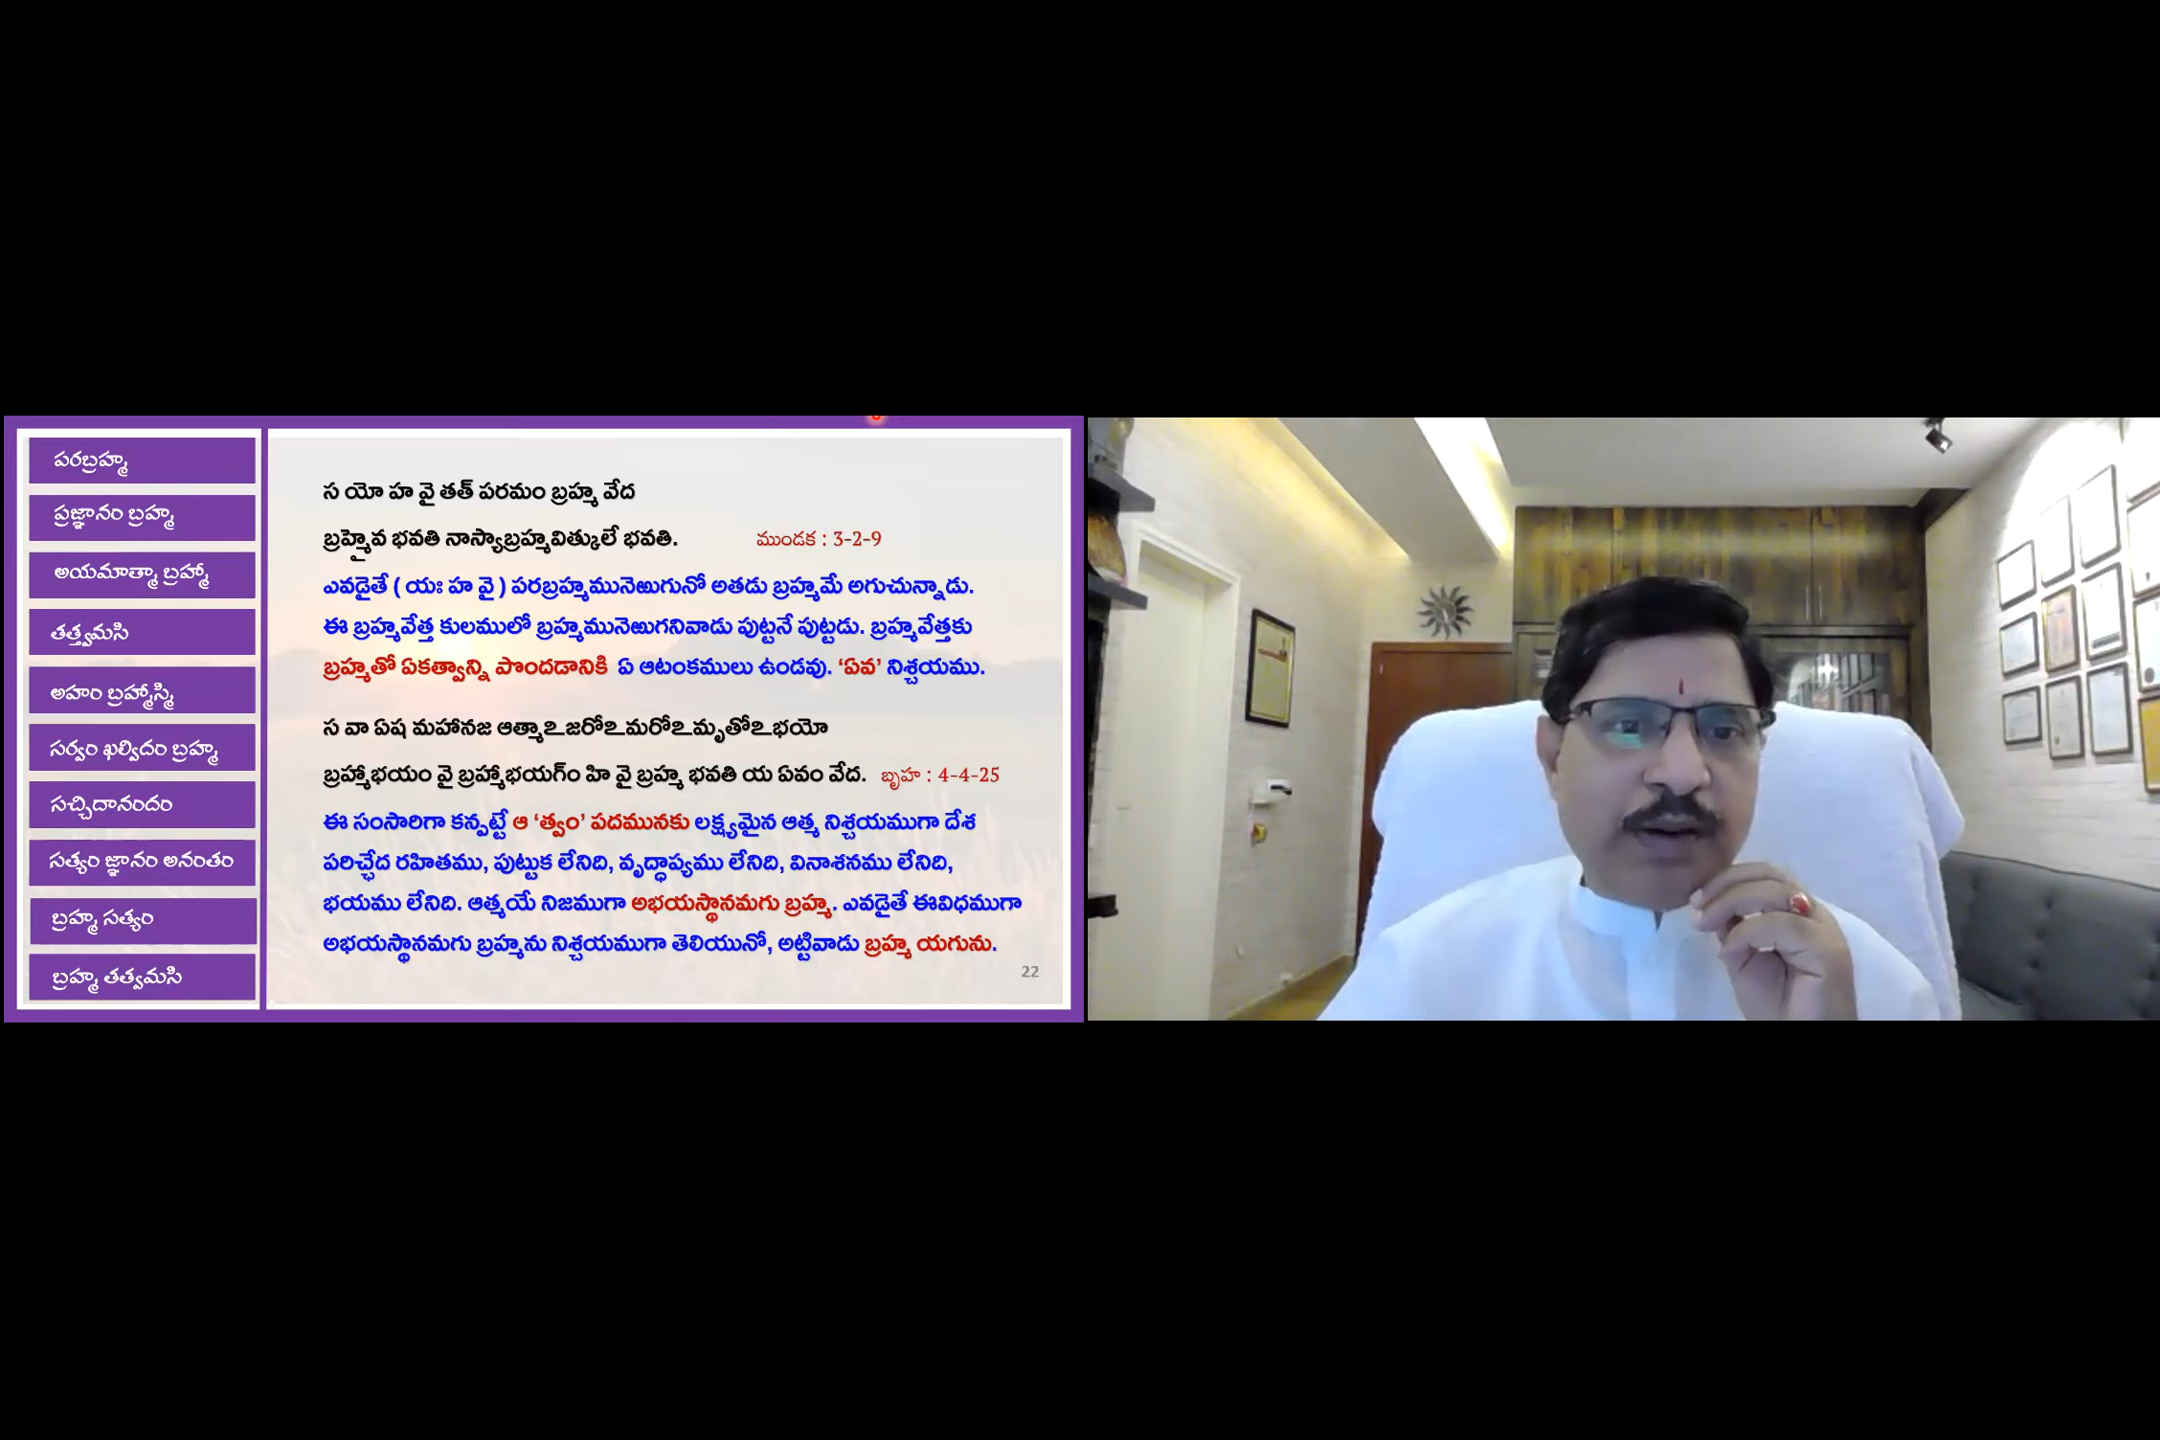 పరబ్రహ్మ
ప్రజ్ఞానం బ్రహ్మ
అయమాత్మా బ్రహ్మా
తత్త్వమసి
అహం బ్రహ్మాస్మి
సర్వం ఖల్విదం బ్రహ్మ
సచ్చిదానందం
సత్యం జ్ఞానం అనంతం
బ్రహ్మ సత్యం
బ్రహ్మ తత్వమసి
స యో హ వై తత్ పరమం బ్రహ్మ వేద
బ్రహ్మైవ భవతి నాస్యాబ్రహ్మవిత్కులే భవతి. ముండక : 3-2-9
ఎవడైతే ( యః హ వై ) పరబ్రహ్మమునెఱుగునో అతడు బ్రహ్మమే అగుచున్నాడు.
ఈ బ్రహ్మవేత్త కులములో బ్రహ్మమునెఱుగనివాడు పుట్టనే పుట్టడు. బ్రహ్మవేత్తకు
బ్రహ్మతో ఏకత్వాన్ని పొందడానికి ఏ ఆటంకములు ఉండవు. ‘ఏవ’ నిశ్చయము.
స వా ఏష మహానజ ఆత్మాఽజరోఽమరోఽమృతోఽభయో
బ్రహ్మాభయం వై బ్రహ్మాభయగ్ం హి వై బ్రహ్మ భవతి య ఏవం వేద. బృహ : 4-4-25
ఈ సంసారిగా కన్పట్టే ఆ ‘త్వం’ పదమునకు లక్ష్యమైన ఆత్మ నిశ్చయముగా దేశ
పరిచ్ఛేద రహితము, పుట్టుక లేనిది, వృద్ధాప్యము లేనిది, వినాశనము లేనిది,
భయము లేనిది. ఆత్మయే నిజముగా అభయస్థానమగు బ్రహ్మ. ఎవడైతే ఈవిధముగా
అభయస్థానమగు బ్రహ్మను నిశ్చయముగా తెలియునో, అట్టివాడు బ్రహ్మ యగును.
22